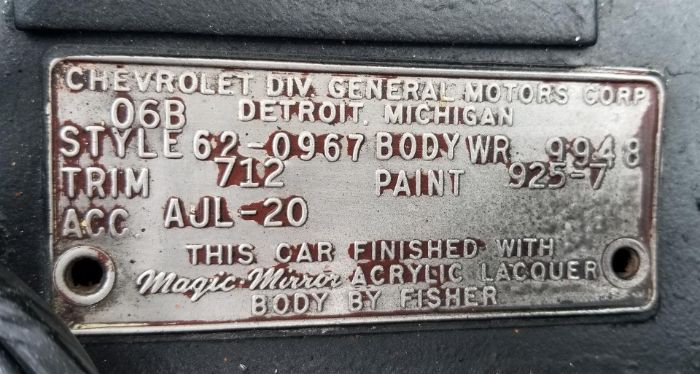 CHEVROLET DIV. GENERAL MOTORS CORP
06B DETROIT, MICHIGAN
STYLE 62-0967 BODY WR 9948
TRIM 712 PAINT 925-7
ACC. AJL-20
THIS CAR FINISHED WITH
Magic-Mirror ACRYLIC LACQUER
BODY BY FISHER